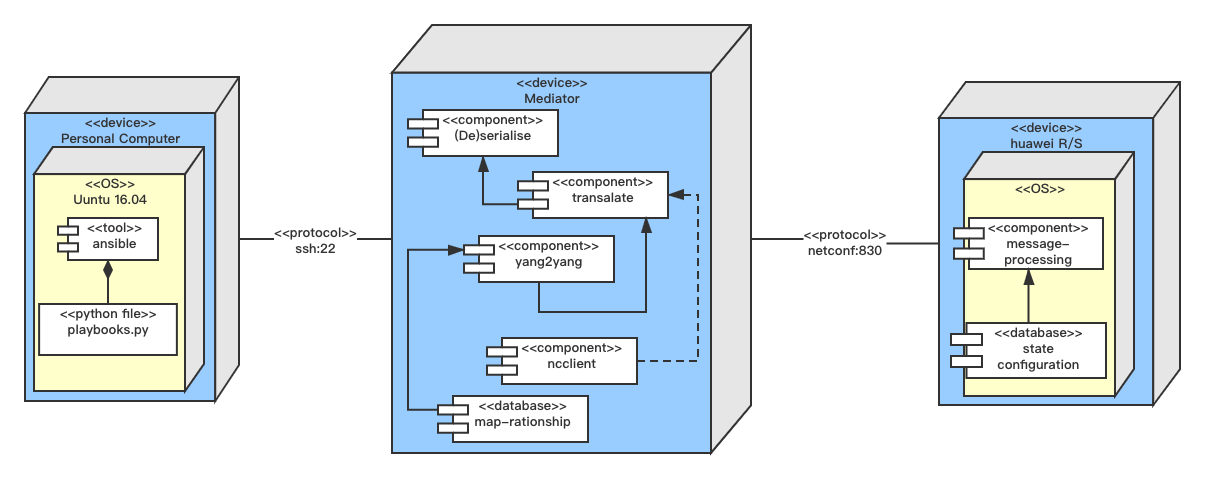 <<device>>
Personal Computer
<<OS>>
Uuntu 16.04
<<tool>>
ansible
<<python file>>
playbooks.py
<<protocol>>
ssh:22
<<device>>
Mediator
<<component>>
(De)serialise
<<component>>
transalate
<<component>>
yang2yang
<<component>>
ncclient
<<database>>
map-rationship
<<protocol>>
netconf:830
<<device>>
huawei R/S
<<OS>>
<<component>>
message-
processing
<<database>>
state
configuration